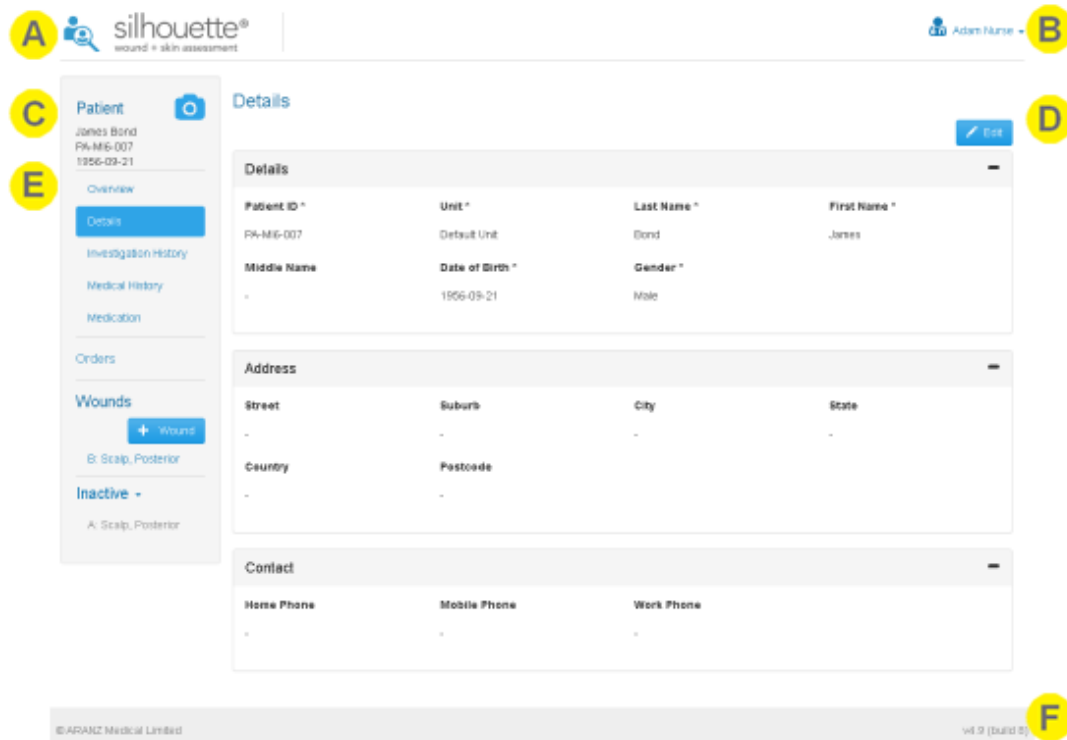 A
silhouette®
wound + skin assessment
Adam Nurse
B
C
Patient
James Bond
PA-MI6-007
1956-09-21
E
Overview
Details
Investigation History
Medical History
Medication
Orders
Wounds
+ Wound
B: Scalp, Posterior
Inactive
A: Scalp, Posterior
Details
D
Edit
Details
Patient ID * Unit * Last Name * First Name *
PA-MI6-007 Default Unit Bond James
Middle Name Date of Birth * Gender *
- 1956-09-21 Male
Address
Street Suburb City State
- - - -
Country Postcode
- -
Contact
Home Phone Mobile Phone Work Phone
- - -
© ARANZ Medical Limited
v4.9 (build 8)
F